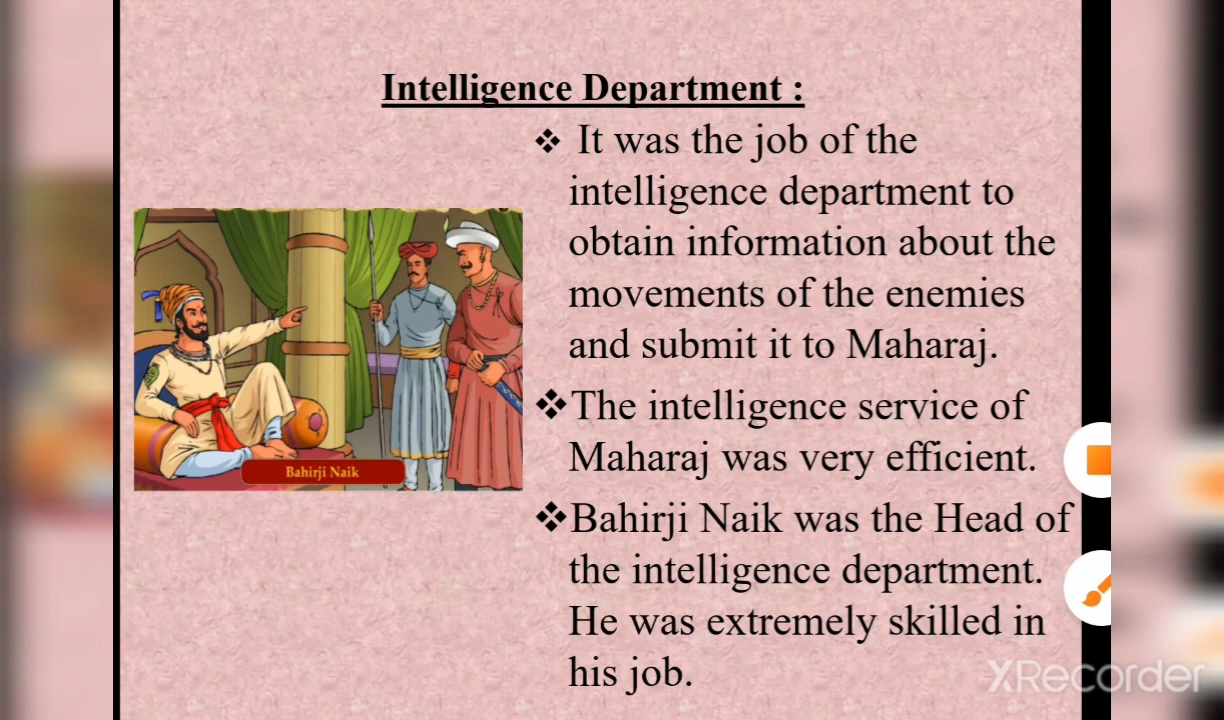 Intelligence Department :
❖ It was the job of the
intelligence department to
obtain information about the
movements of the enemies
and submit it to Maharaj.
❖The intelligence service of
Maharaj was very efficient.
❖Bahirji Naik was the Head of
the intelligence department.
He was extremely skilled in
his job.
Bahirji Naik
XRecorder